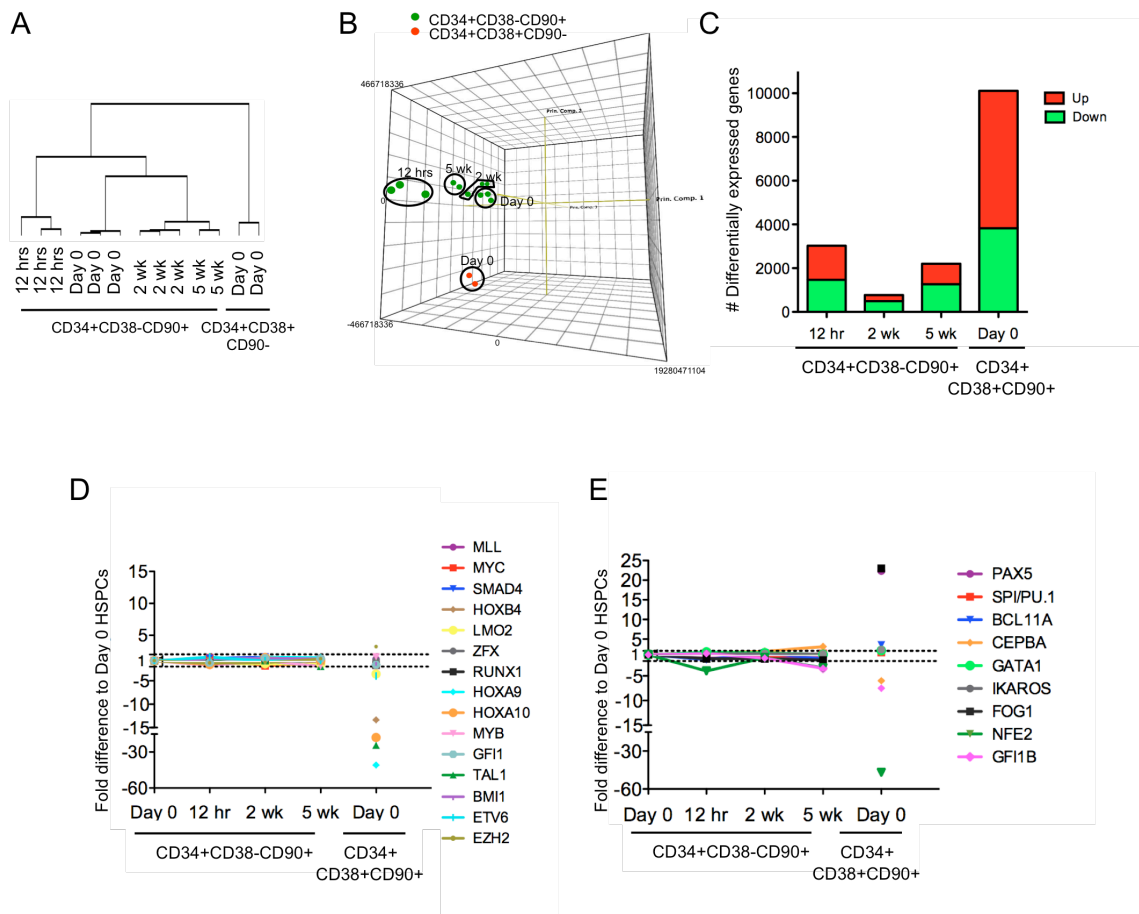 A
12 hrs
12 hrs
12 hrs
Day 0
Day 0
Day 0
2 wk
2 wk
2 wk
5 wk
5 wk
Day 0
Day 0
CD34+CD38-CD90+
CD34+CD38+
CD90-
B
CD34+CD38-CD90+
CD34+CD38+CD90-
466718336
Prin. Comp. 2
12 hrs
5 wk
2 wk
0
Day 0
Prin. Comp. 1
Day 0
-466718336
0
19280471104
C
# Differentially expressed genes
10000
8000
6000
4000
2000
0
Up
Down
12 hr
2 wk
5 wk
Day 0
CD34+CD38-CD90+
CD34+
CD38+CD90+
D
Fold difference to Day 0 HSPCs
15
5
1
-5
-10
-15
-30
-60
Day 0
12 hr
2 wk
5 wk
Day 0
CD34+CD38-CD90+
CD34+
CD38+CD90+
MLL
MYC
SMAD4
HOXB4
LMO2
ZFX
RUNX1
HOXA9
HOXA10
MYB
GFI1
TAL1
BMI1
ETV6
EZH2
E
Fold difference to Day 0 HSPCs
25
20
15
10
5
1
-5
-15
-30
-60
Day 0
12 hr
2 wk
5 wk
Day 0
CD34+CD38-CD90+
CD34+
CD38+CD90+
PAX5
SPI/PU.1
BCL11A
CEPBA
GATA1
IKAROS
FOG1
NFE2
GFI1B